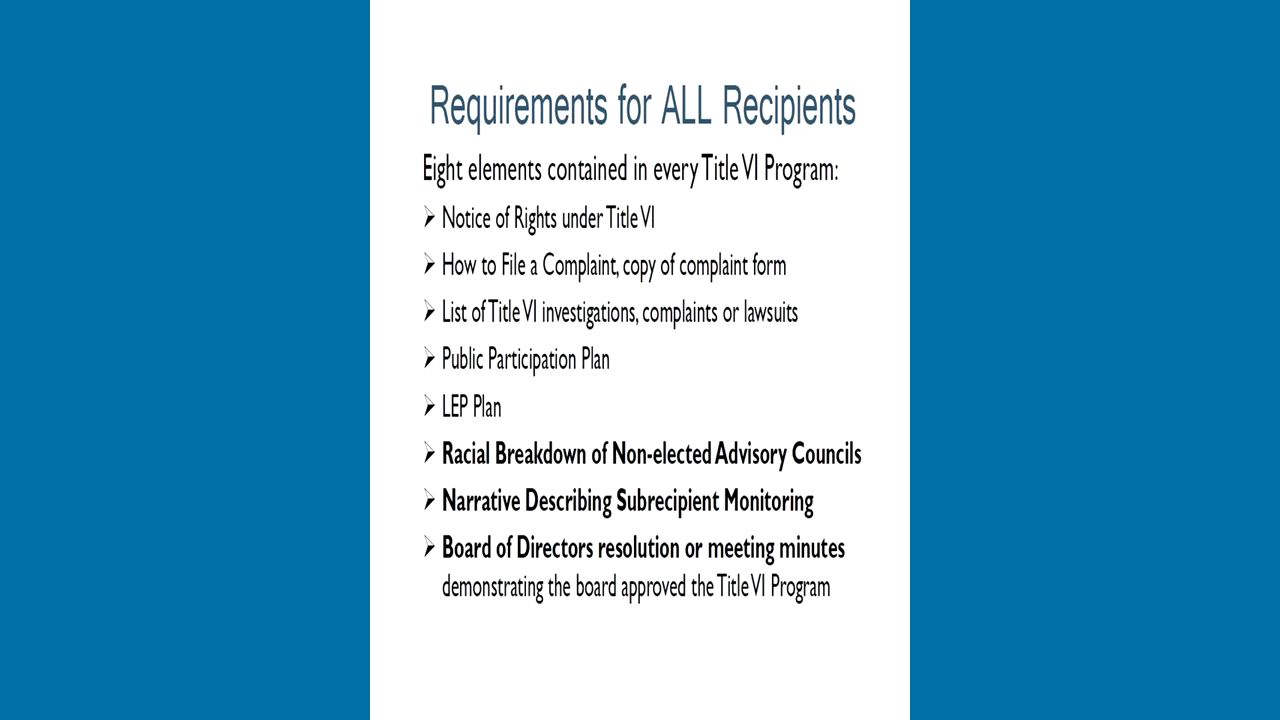 Requirements for ALL Recipients
Eight elements contained in every Title VI Program:
➢ Notice of Rights under Title VI
➢ How to File a Complaint, copy of complaint form
➢ List of Title VI investigations, complaints or lawsuits
➢ Public Participation Plan
➢ LEP Plan
➢ Racial Breakdown of Non-elected Advisory Councils
➢ Narrative Describing Subrecipient Monitoring
➢ Board of Directors resolution or meeting minutes
demonstrating the board approved the Title VI Program